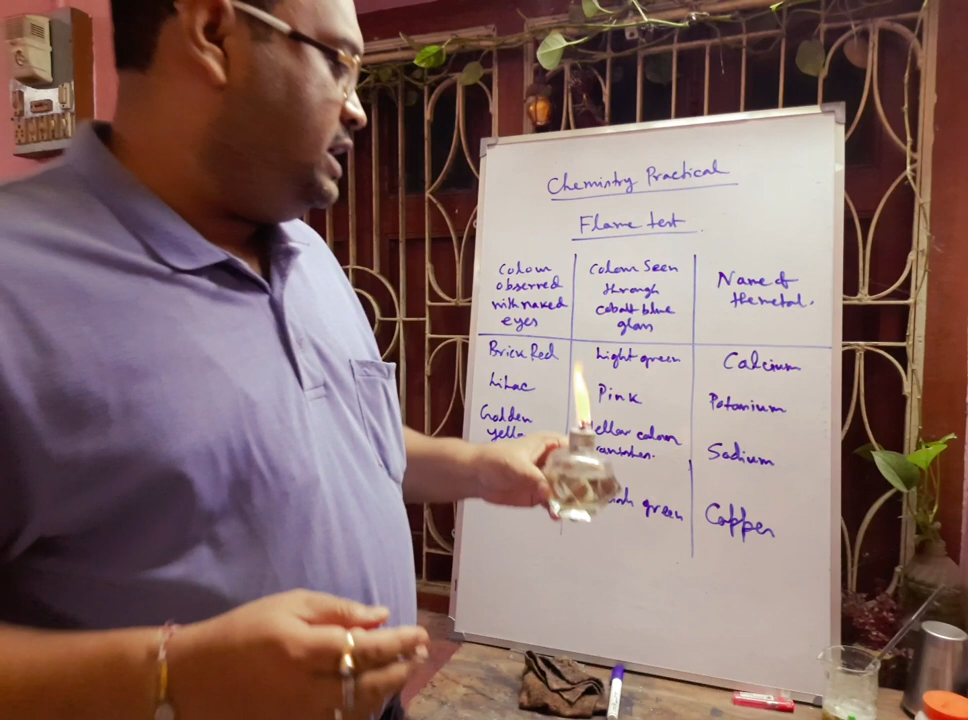 Chemistry Practical
Flame test
Colour
observed
with naked
eyes
Colour seen
through
cobalt blue
glass
Name of
the metal.
Brick Red
Light green
Calcium
Lilac
Pink
Potassium
Golden
colour
Sodium
green
Copper